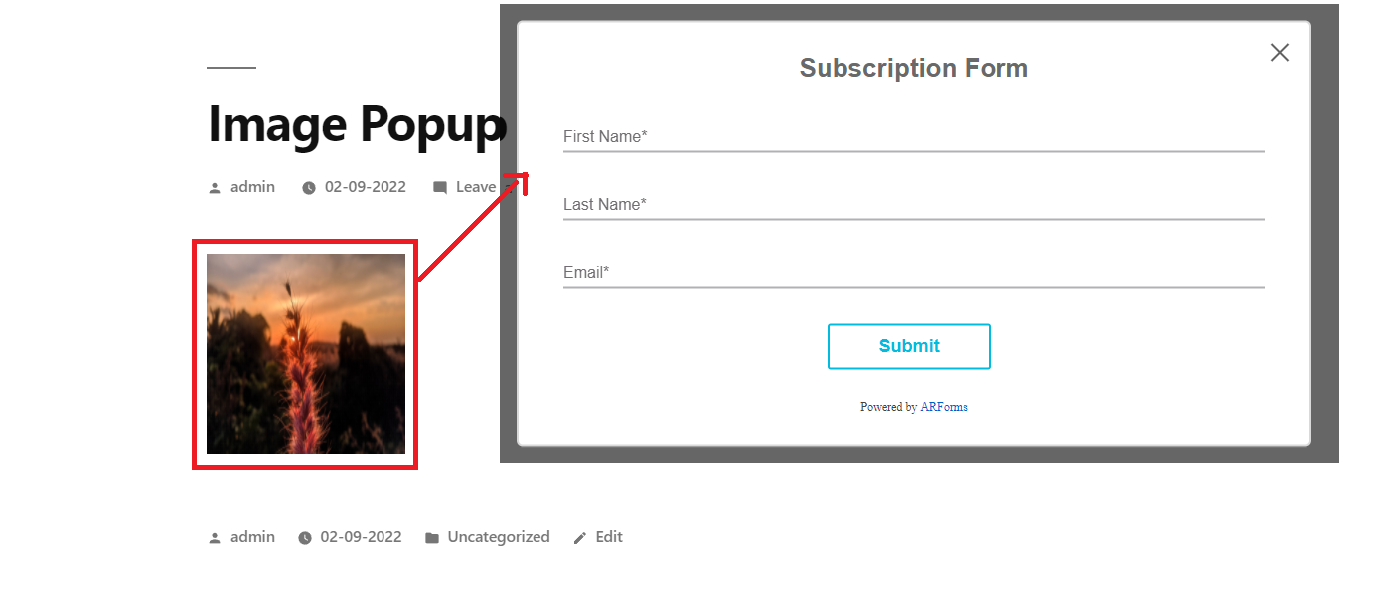 Image Popup
admin 02-09-2022 Leave
Subscription Form
First Name*
Last Name*
Email*
Submit
Powered by ARForms
admin 02-09-2022 Uncategorized Edit